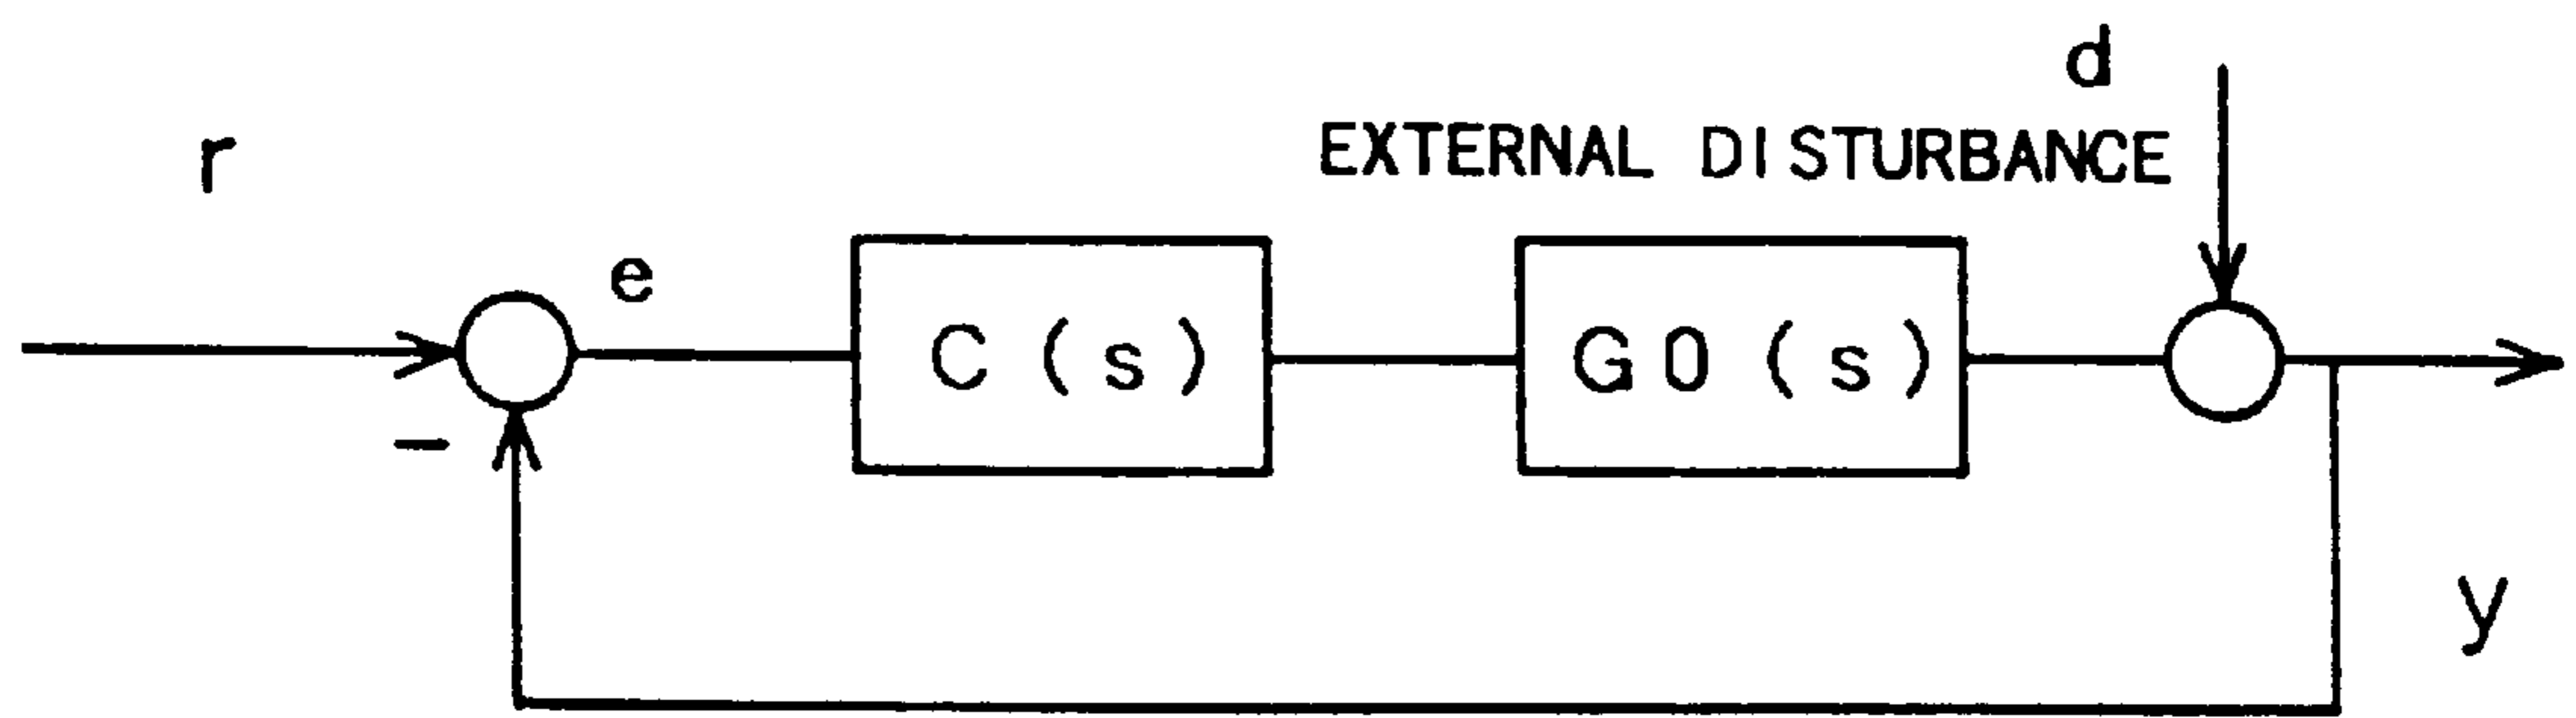 d
r
EXTERNAL DISTURBANCE
e
C(s)
G0(s)
-
y